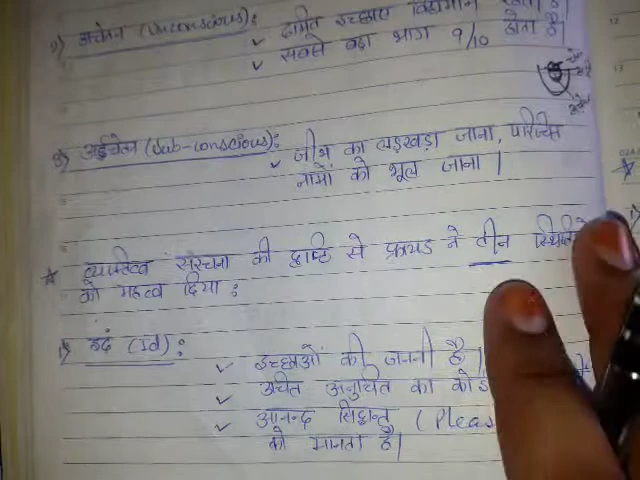 2) अचेतन (Unconscious):
✓ दमित इच्छाएं
✓ सबसे बड़ा भाग 9/10 होता है।
3) अर्द्धचेतन (Sub-conscious):
✓ जीभ का लड़खड़ा जाना, परिचित
नामों को भूल जाना।
★ व्यक्तित्व संरचना की दृष्टि से फ्रायड ने तीन
को महत्व दिया:
1) इदं (Id):
✓ इच्छाओं की जननी है।
✓ उचित अनुचित का
✓ आनन्द सिद्धान्त (Pleas
को मानता है।